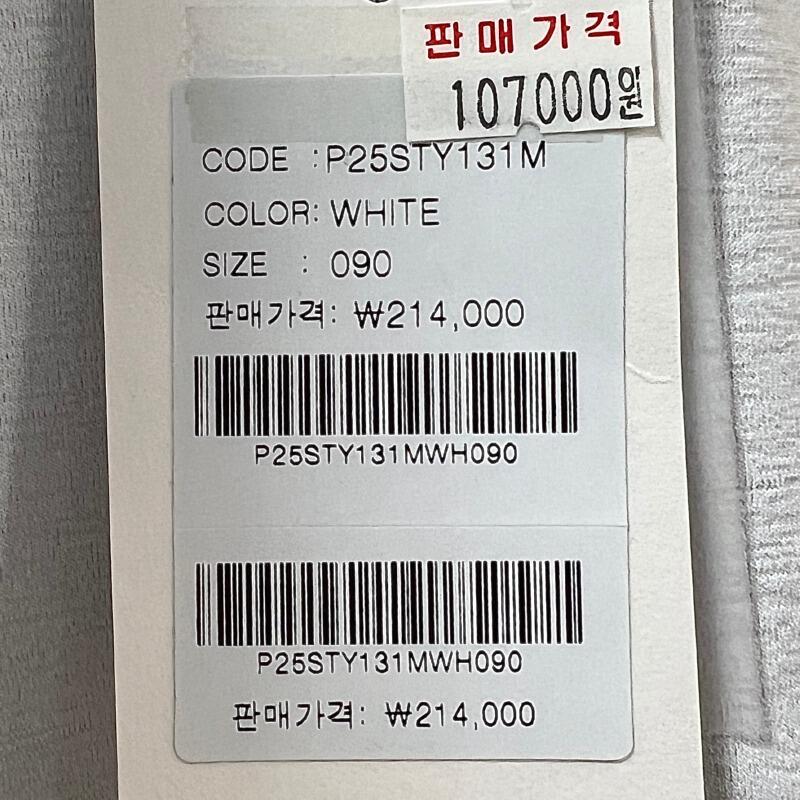 판매가격
107000원
CODE : P25STY131M
COLOR: WHITE
SIZE : 090
판매가격: ₩214,000
P25STY131MWH090
P25STY131MWH090
판매가격: ₩214,000